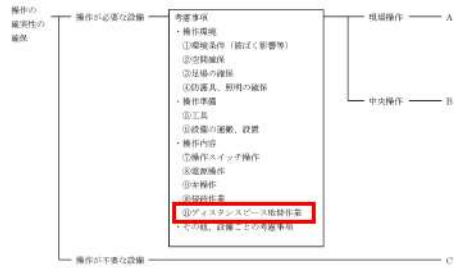 操作の
確実性の
確保
操作が必要な設備
考慮事項
・操作環境
①環境条件（被ばく影響等）
②空間確保
③足場の確保
④防護具、照明の確保
・操作準備
⑤工具
⑥設備の運搬、設置
・操作内容
⑦操作スイッチ操作
⑧電源操作
⑨弁操作
⑩接続作業
⑪ディスタンスピース取替作業
・その他、設備ごとの考慮事項
現場操作
A
中央操作
B
操作が不要な設備
C